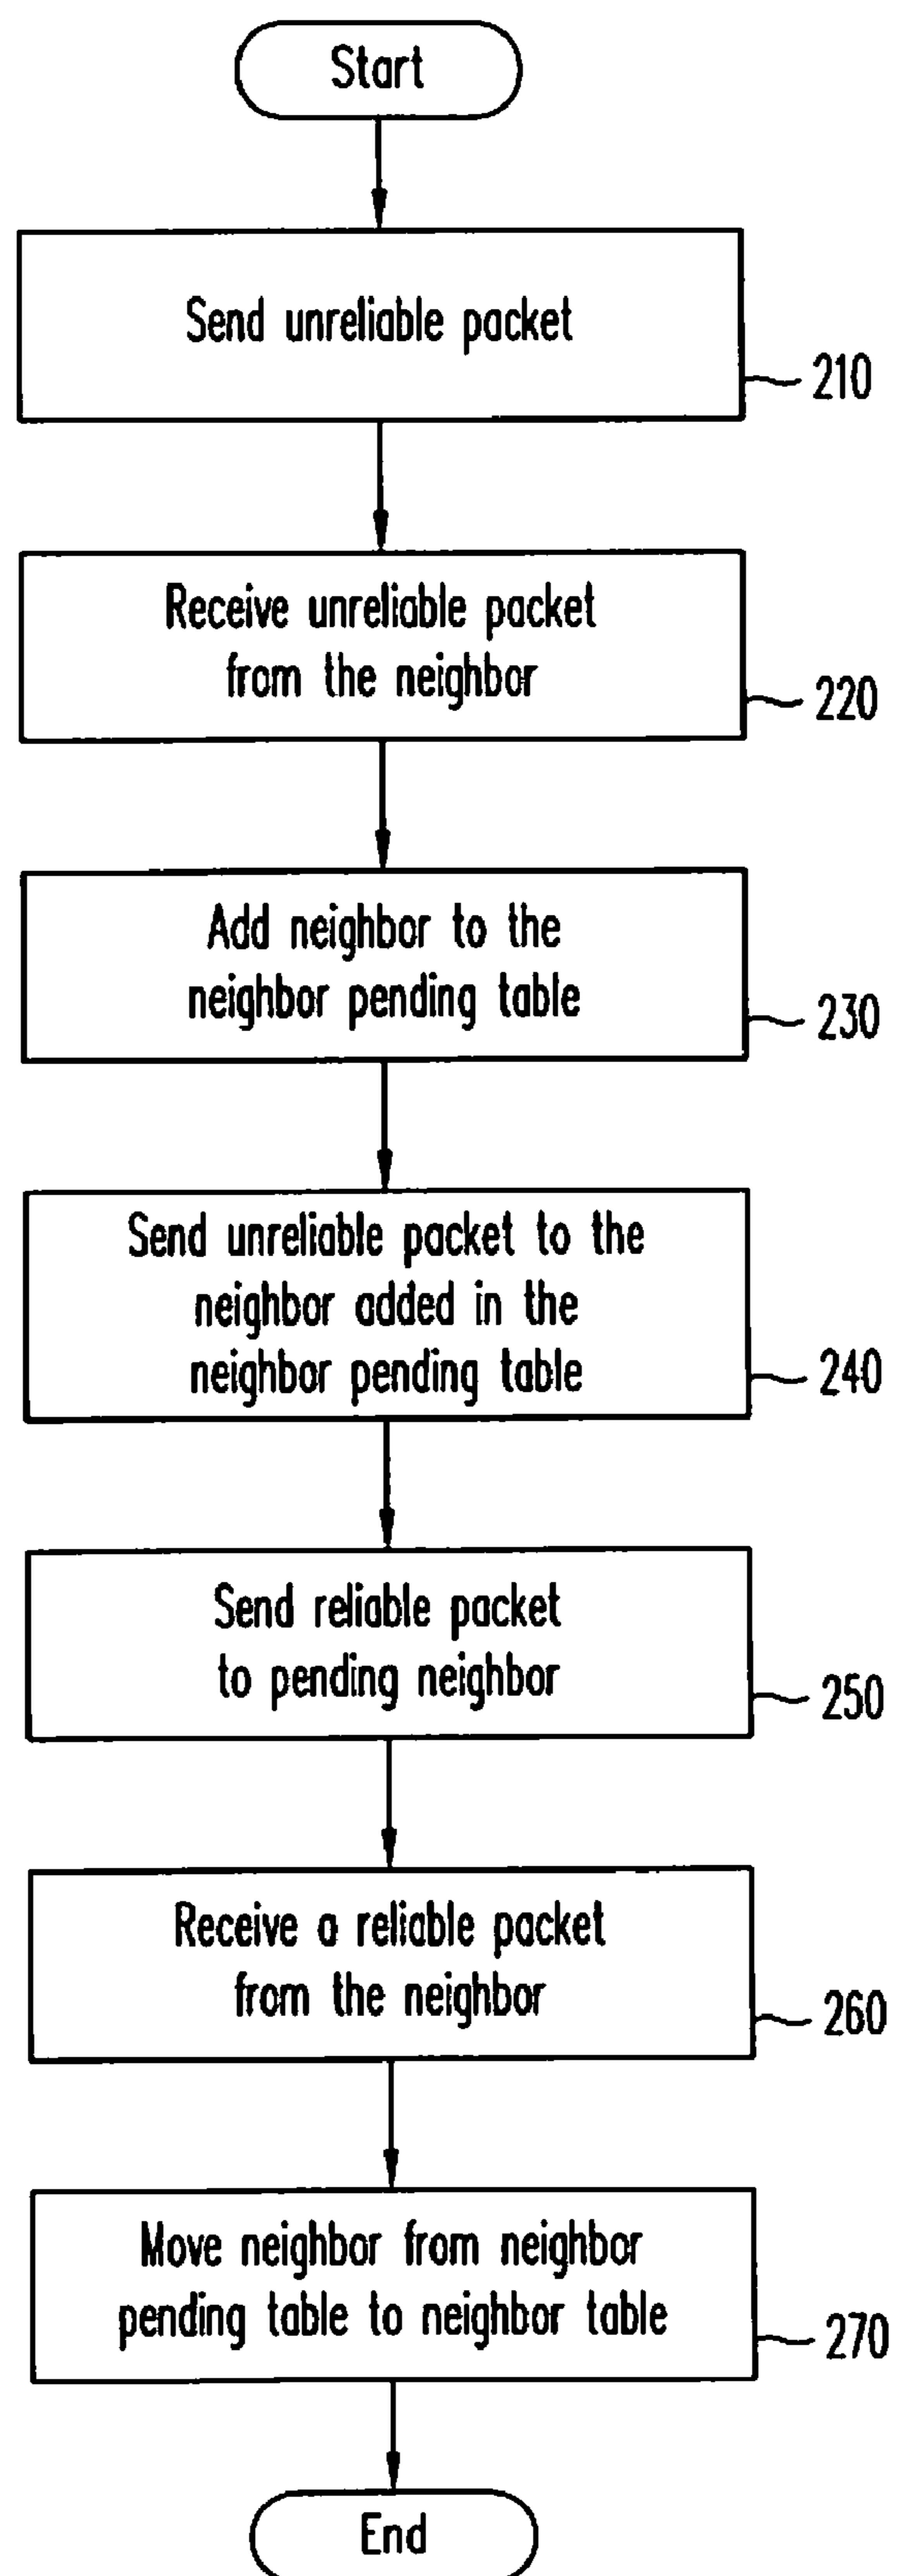 Start
Send unreliable packet
210
Receive unreliable packet
from the neighbor
220
Add neighbor to the
neighbor pending table
230
Send unreliable packet to the
neighbor added in the
neighbor pending table
240
Send reliable packet
to pending neighbor
250
Receive a reliable packet
from the neighbor
260
Move neighbor from neighbor
pending table to neighbor table
270
End